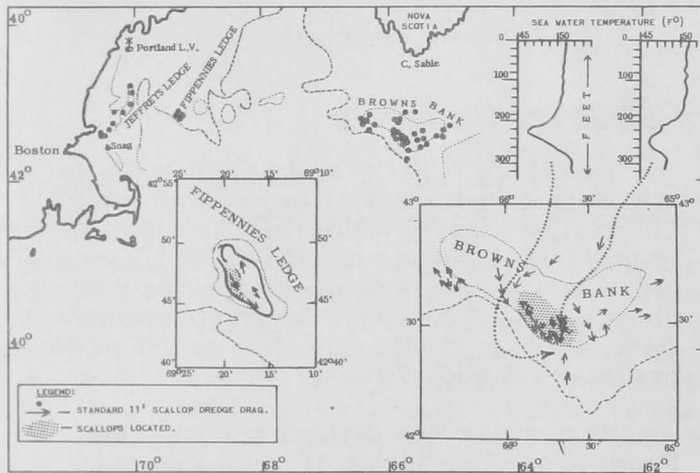 40°
NOVA
SCOTIA
C. Sable
SEA WATER TEMPERATURE (F°)
45
50
45
50
0
100
200
300
FEET
0
100
200
300
Portland L.V.
JEFFREYS LEDGE
FIPPENNIES LEDGE
BROWNS BANK
Snag
Boston
42°
40°
42°55'
20'
15'
69°10'
50'
50'
45'
45'
40'
42°40'
69°25'
20'
15'
10'
FIPPENNIES
LEDGE
43°
66°
30'
43°
BROWNS
BANK
30'
30'
42°
66°
30'
65°
LEGEND:
— STANDARD 11' SCALLOP DREDGE DRAG.
— SCALLOPS LOCATED.
70°
68°
66°
64°
62°